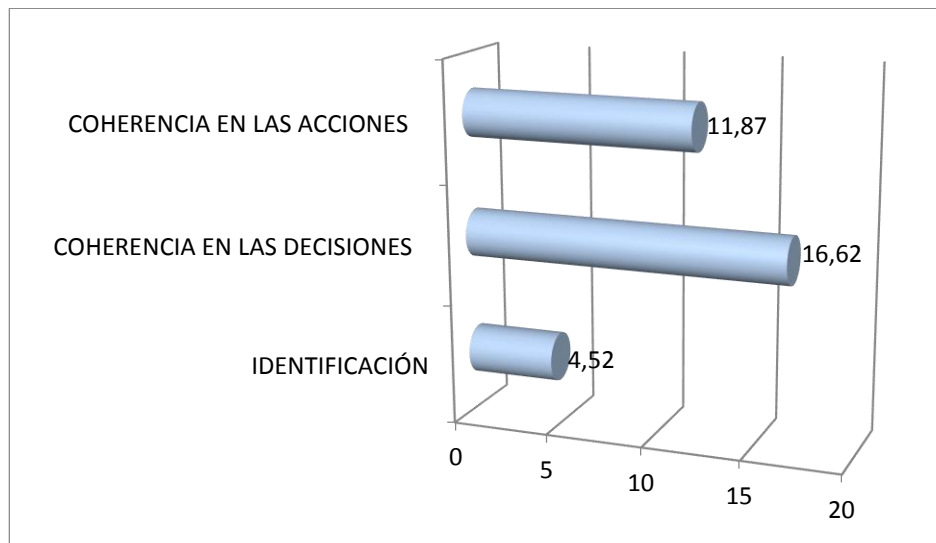 COHERENCIA EN LAS ACCIONES
11,87
COHERENCIA EN LAS DECISIONES
16,62
IDENTIFICACIÓN
4,52
0
5
10
15
20